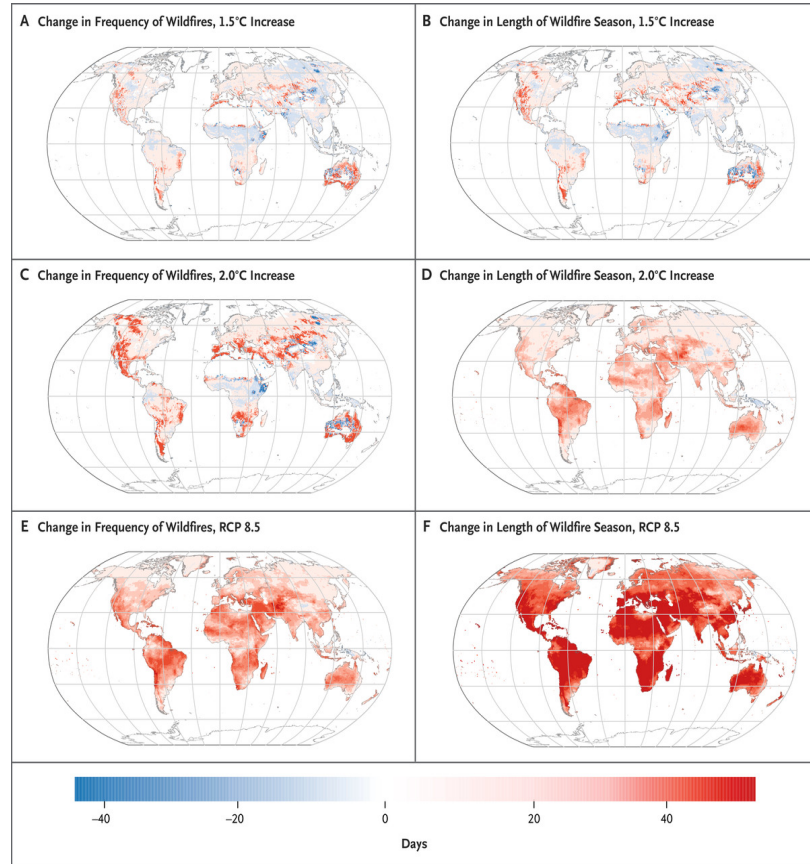 A Change in Frequency of Wildfires, 1.5°C Increase
B Change in Length of Wildfire Season, 1.5°C Increase
C Change in Frequency of Wildfires, 2.0°C Increase
D Change in Length of Wildfire Season, 2.0°C Increase
E Change in Frequency of Wildfires, RCP 8.5
F Change in Length of Wildfire Season, RCP 8.5
−40 −20 0 20 40
Days